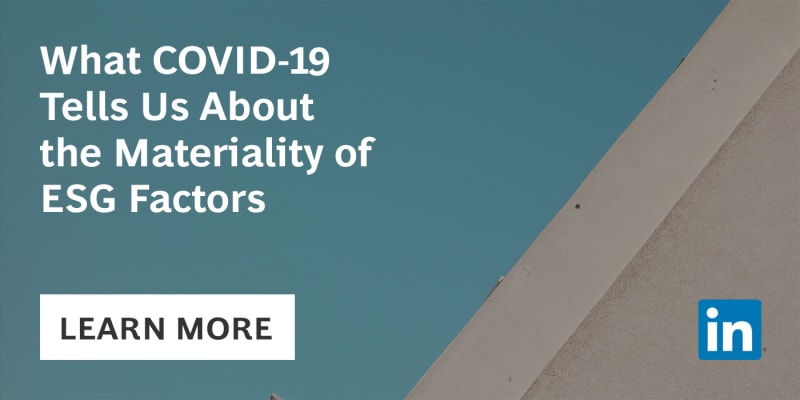 What COVID-19
Tells Us About
the Materiality of
ESG Factors
LEARN MORE
in